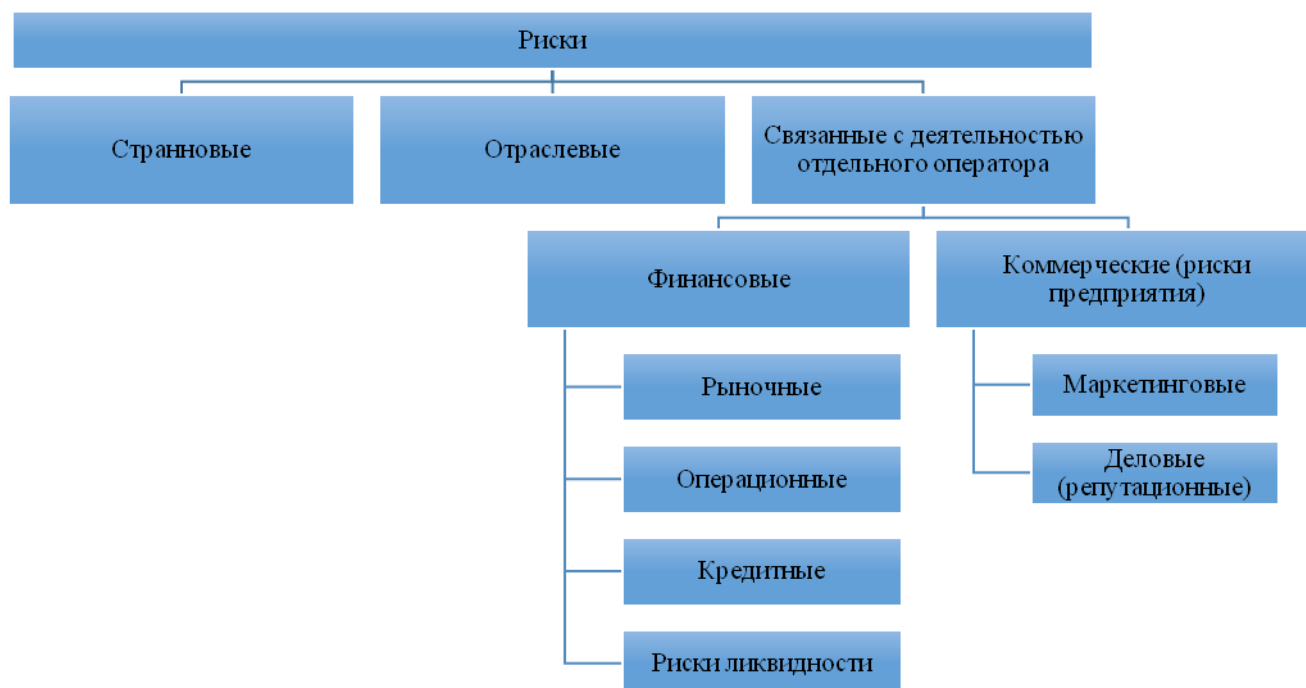 Риски
Странновые
Отраслевые
Связанные с деятельностью
отдельного оператора
Финансовые
Коммерческие (риски
предприятия)
Рыночные
Маркетинговые
Операционные
Деловые
(репутационные)
Кредитные
Риски ликвидности